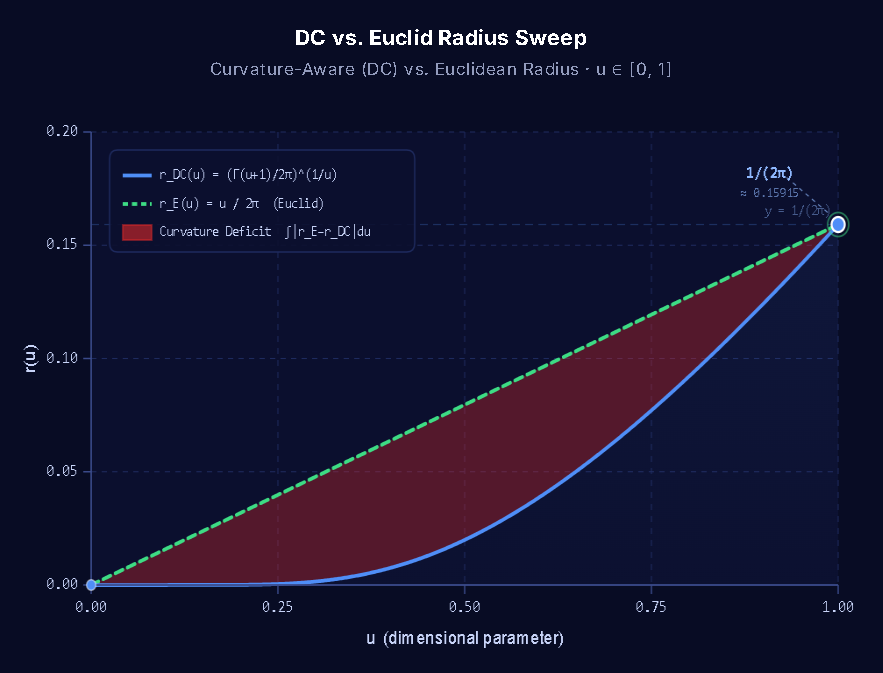 DC vs. Euclid Radius Sweep
Curvature-Aware (DC) vs. Euclidean Radius · u ∈ [0, 1]
0.20
r_DC(u) = (Γ(u+1)/2π)^(1/u)
r_E(u) = u / 2π (Euclid)
Curvature Deficit ∫|r_E−r_DC|du
1/(2π)
≈ 0.15915
y = 1/(2π)
0.15
0.10
r(u)
0.05
0.00
0.00 0.25 0.50 0.75 1.00
u (dimensional parameter)